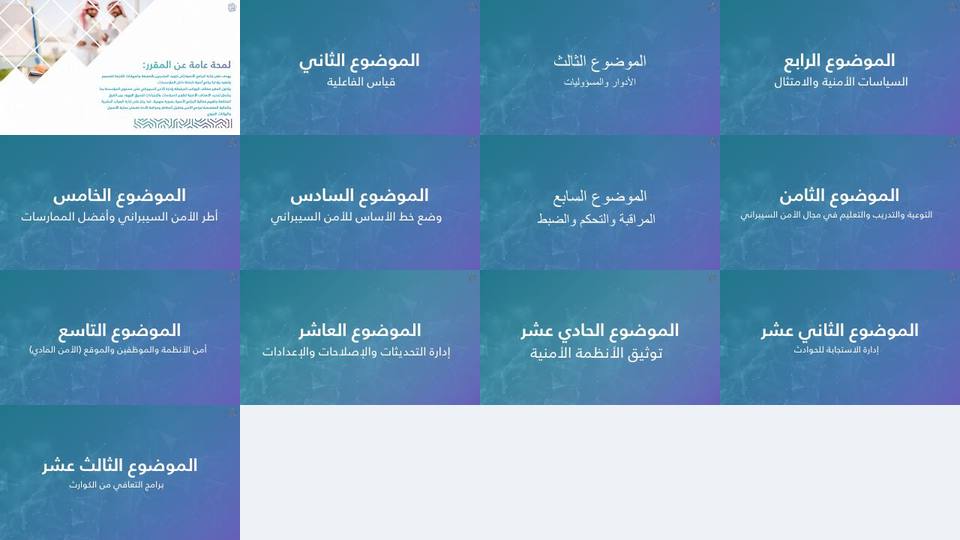 لمحة عامة عن المقرر:
الموضوع الثاني
قياس الفاعلية
الموضوع الثالث
الأدوار والمسؤوليات
الموضوع الرابع
السياسات الأمنية والامتثال
الموضوع الخامس
أطر الأمن السيبراني وأفضل الممارسات
الموضوع السادس
وضع خط الأساس للأمن السيبراني
الموضوع السابع
المراقبة والتحكم والضبط
الموضوع الثامن
التوعية والتدريب والتعليم في مجال الأمن السيبراني
الموضوع التاسع
أمن الأنظمة والموظفين والموقع (الأمن المادي)
الموضوع العاشر
إدارة التحديثات والإصلاحات والإعدادات
الموضوع الحادي عشر
توثيق الأنظمة الأمنية
الموضوع الثاني عشر
إدارة الاستجابة للحوادث
الموضوع الثالث عشر
برامج التعافي من الكوارث